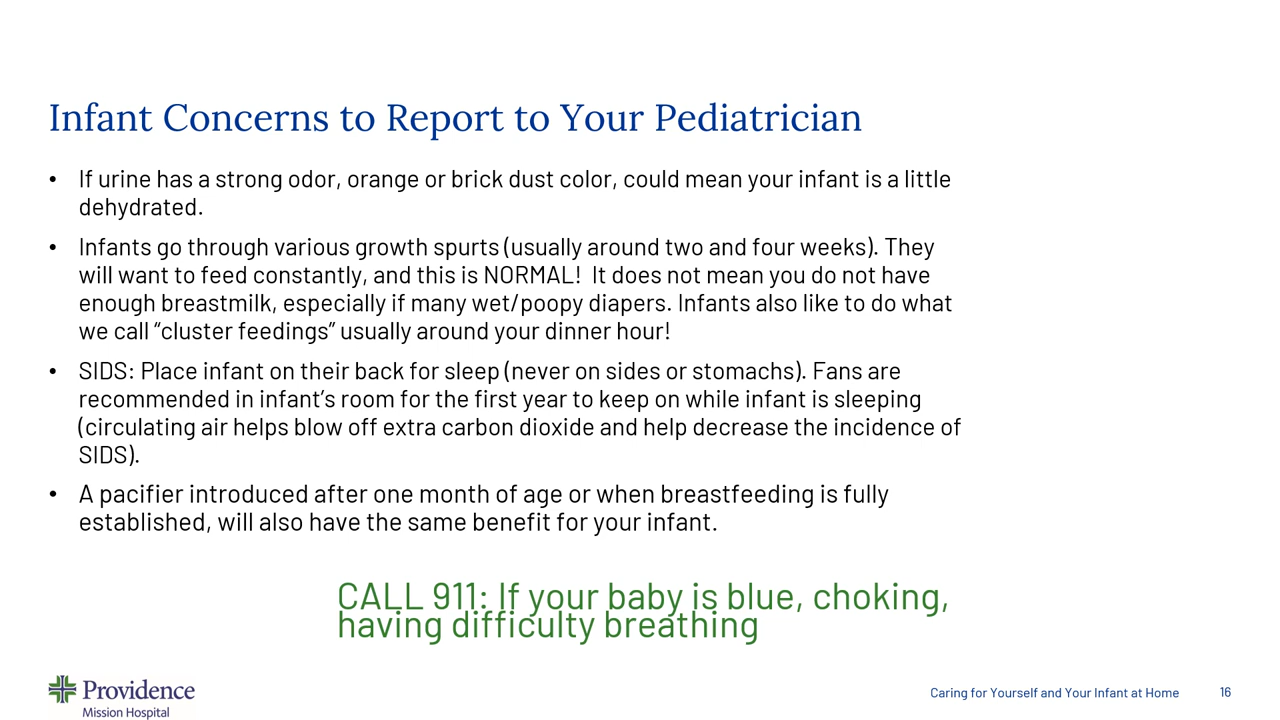 Infant Concerns to Report to Your Pediatrician
• If urine has a strong odor, orange or brick dust color, could mean your infant is a little
dehydrated.
• Infants go through various growth spurts (usually around two and four weeks). They
will want to feed constantly, and this is NORMAL!  It does not mean you do not have
enough breastmilk, especially if many wet/poopy diapers. Infants also like to do what
we call “cluster feedings” usually around your dinner hour!
• SIDS: Place infant on their back for sleep (never on sides or stomachs). Fans are
recommended in infant’s room for the first year to keep on while infant is sleeping
(circulating air helps blow off extra carbon dioxide and help decrease the incidence of
SIDS).
• A pacifier introduced after one month of age or when breastfeeding is fully
established, will also have the same benefit for your infant.
CALL 911: If your baby is blue, choking,
having difficulty breathing
Providence
Mission Hospital
Caring for Yourself and Your Infant at Home 16